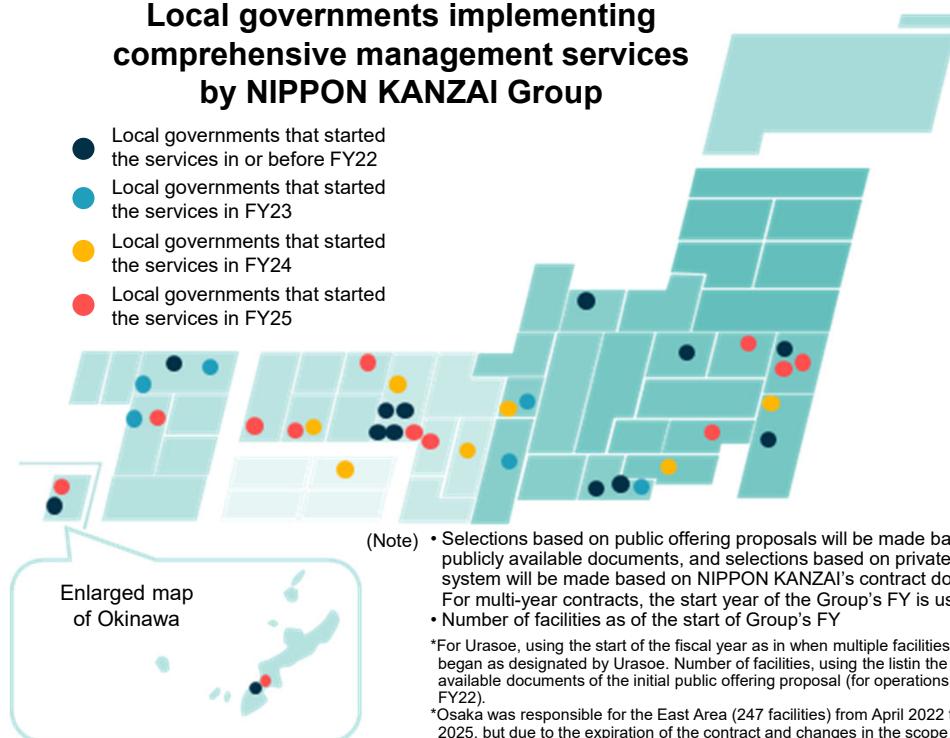 Local governments implementing
comprehensive management services
by NIPPON KANZAI Group
Local governments that started
the services in or before FY22
Local governments that started
the services in FY23
Local governments that started
the services in FY24
Local governments that started
the services in FY25
Enlarged map
of Okinawa
(Note) • Selections based on public offering proposals will be made ba
publicly available documents, and selections based on private
system will be made based on NIPPON KANZAI's contract do
For multi-year contracts, the start year of the Group's FY is us
• Number of facilities as of the start of Group's FY
*For Urasoe, using the start of the fiscal year as in when multiple facilities
began as designated by Urasoe. Number of facilities, using the listin the
available documents of the initial public offering proposal (for operations
FY22).
*Osaka was responsible for the East Area (247 facilities) from April 2022
2025, but due to the expiration of the contract and changes in the scope